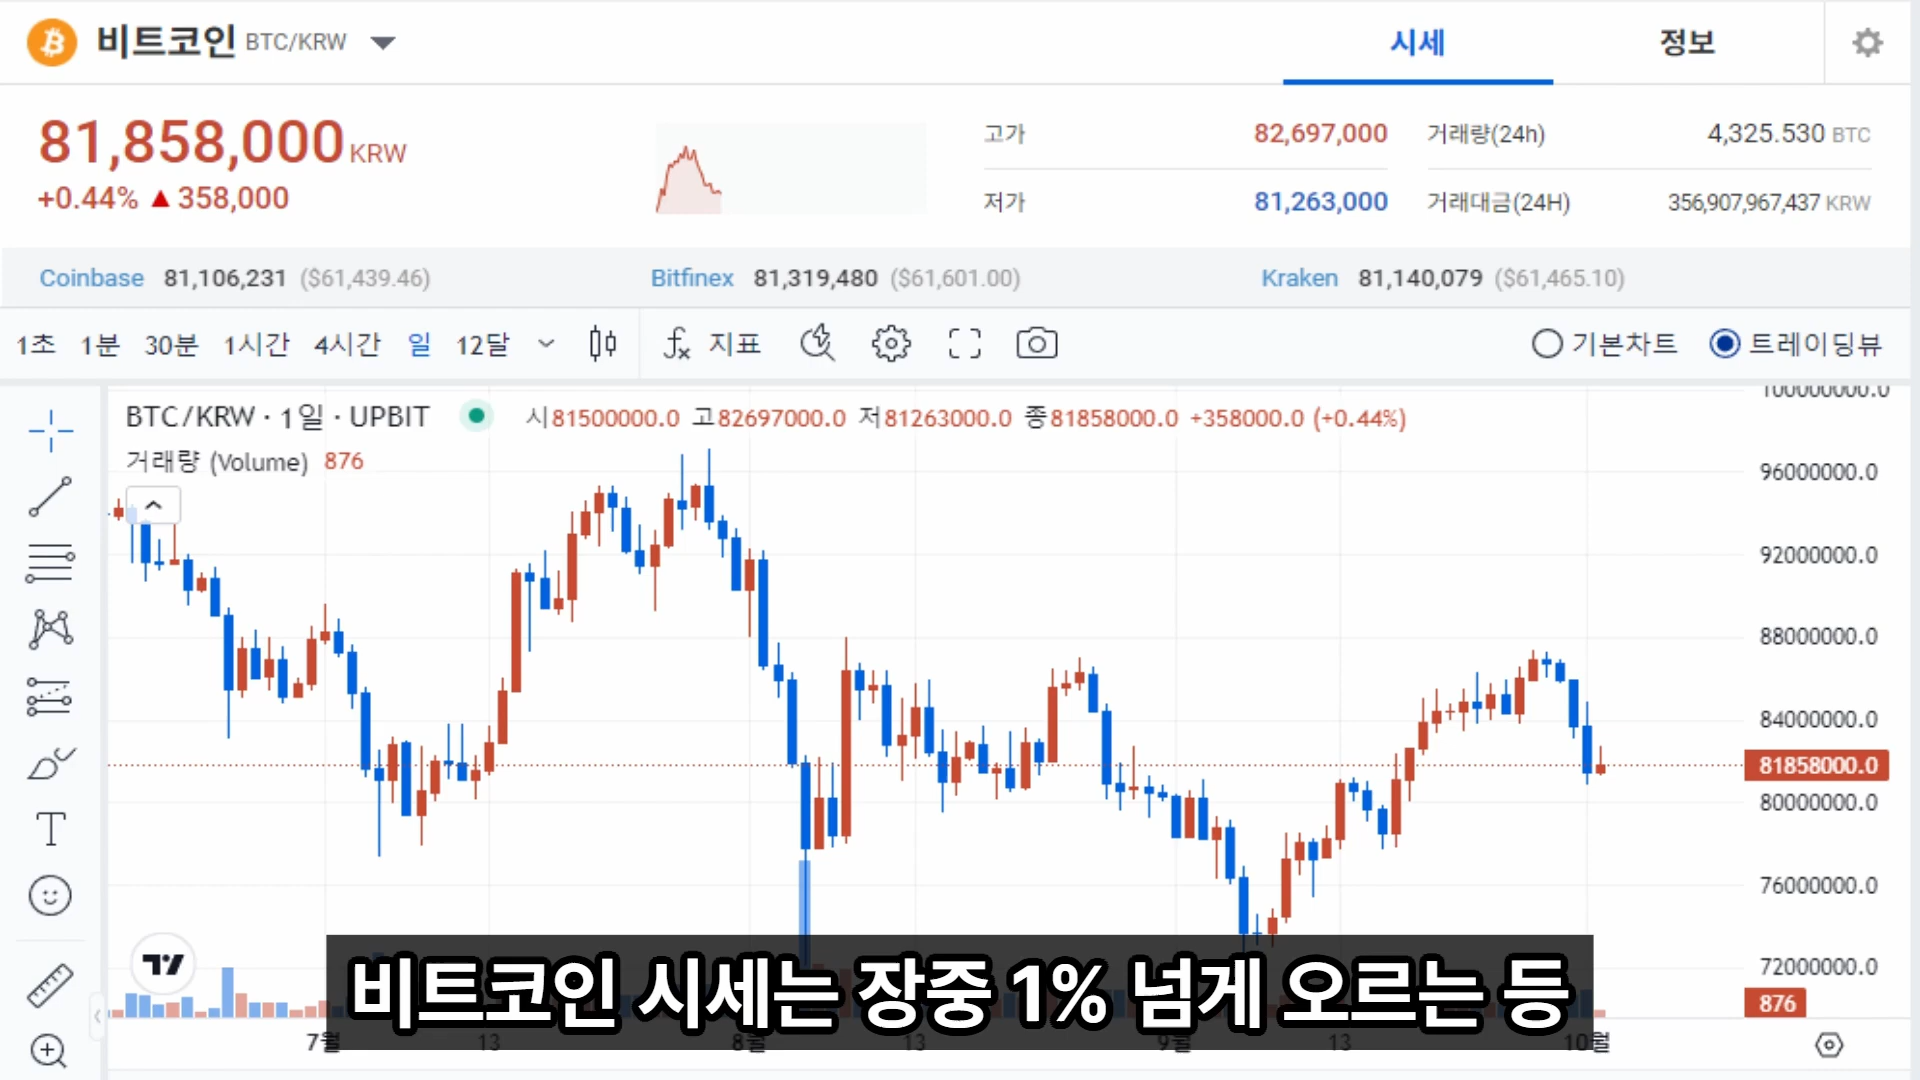 비트코인 BTC/KRW 시세 정보
81,858,000 KRW
+0.44% ▲ 358,000
고가 82,697,000 거래량(24h) 4,325.530 BTC
저가 81,263,000 거래대금(24H) 356,907,967,437 KRW
Coinbase 81,106,231 ($61,439.46) Bitfinex 81,319,480 ($61,601.00) Kraken 81,140,079 ($61,465.10)
1초 1분 30분 1시간 4시간 일 12달 지표 기본차트 트레이딩뷰
100000000.0
BTC/KRW · 1일 · UPBIT 시81500000.0 고82697000.0 저81263000.0 종81858000.0 +358000.0 (+0.44%)
거래량 (Volume) 876
96000000.0
92000000.0
88000000.0
84000000.0
81858000.0
80000000.0
76000000.0
72000000.0
876
비트코인 시세는 장중 1% 넘게 오르는 등
7월 13 8월 13 9월 13 10월